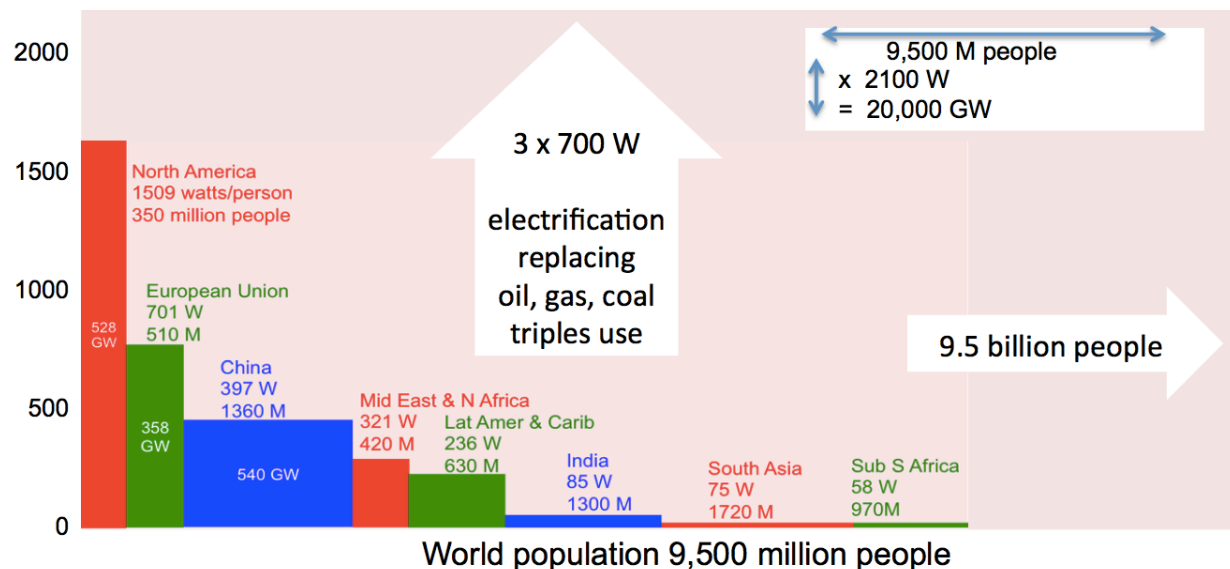 2000
1500
1000
500
0
9,500 M people
x 2100 W
= 20,000 GW
3 x 700 W
electrification
replacing
oil, gas, coal
triples use
North America
1509 watts/person
350 million people
528
GW
European Union
701 W
510 M
358
GW
China
397 W
1360 M
540 GW
Mid East & N Africa
321 W
420 M
Lat Amer & Carib
236 W
630 M
India
85 W
1300 M
South Asia
75 W
1720 M
Sub S Africa
58 W
970M
9.5 billion people
World population 9,500 million people